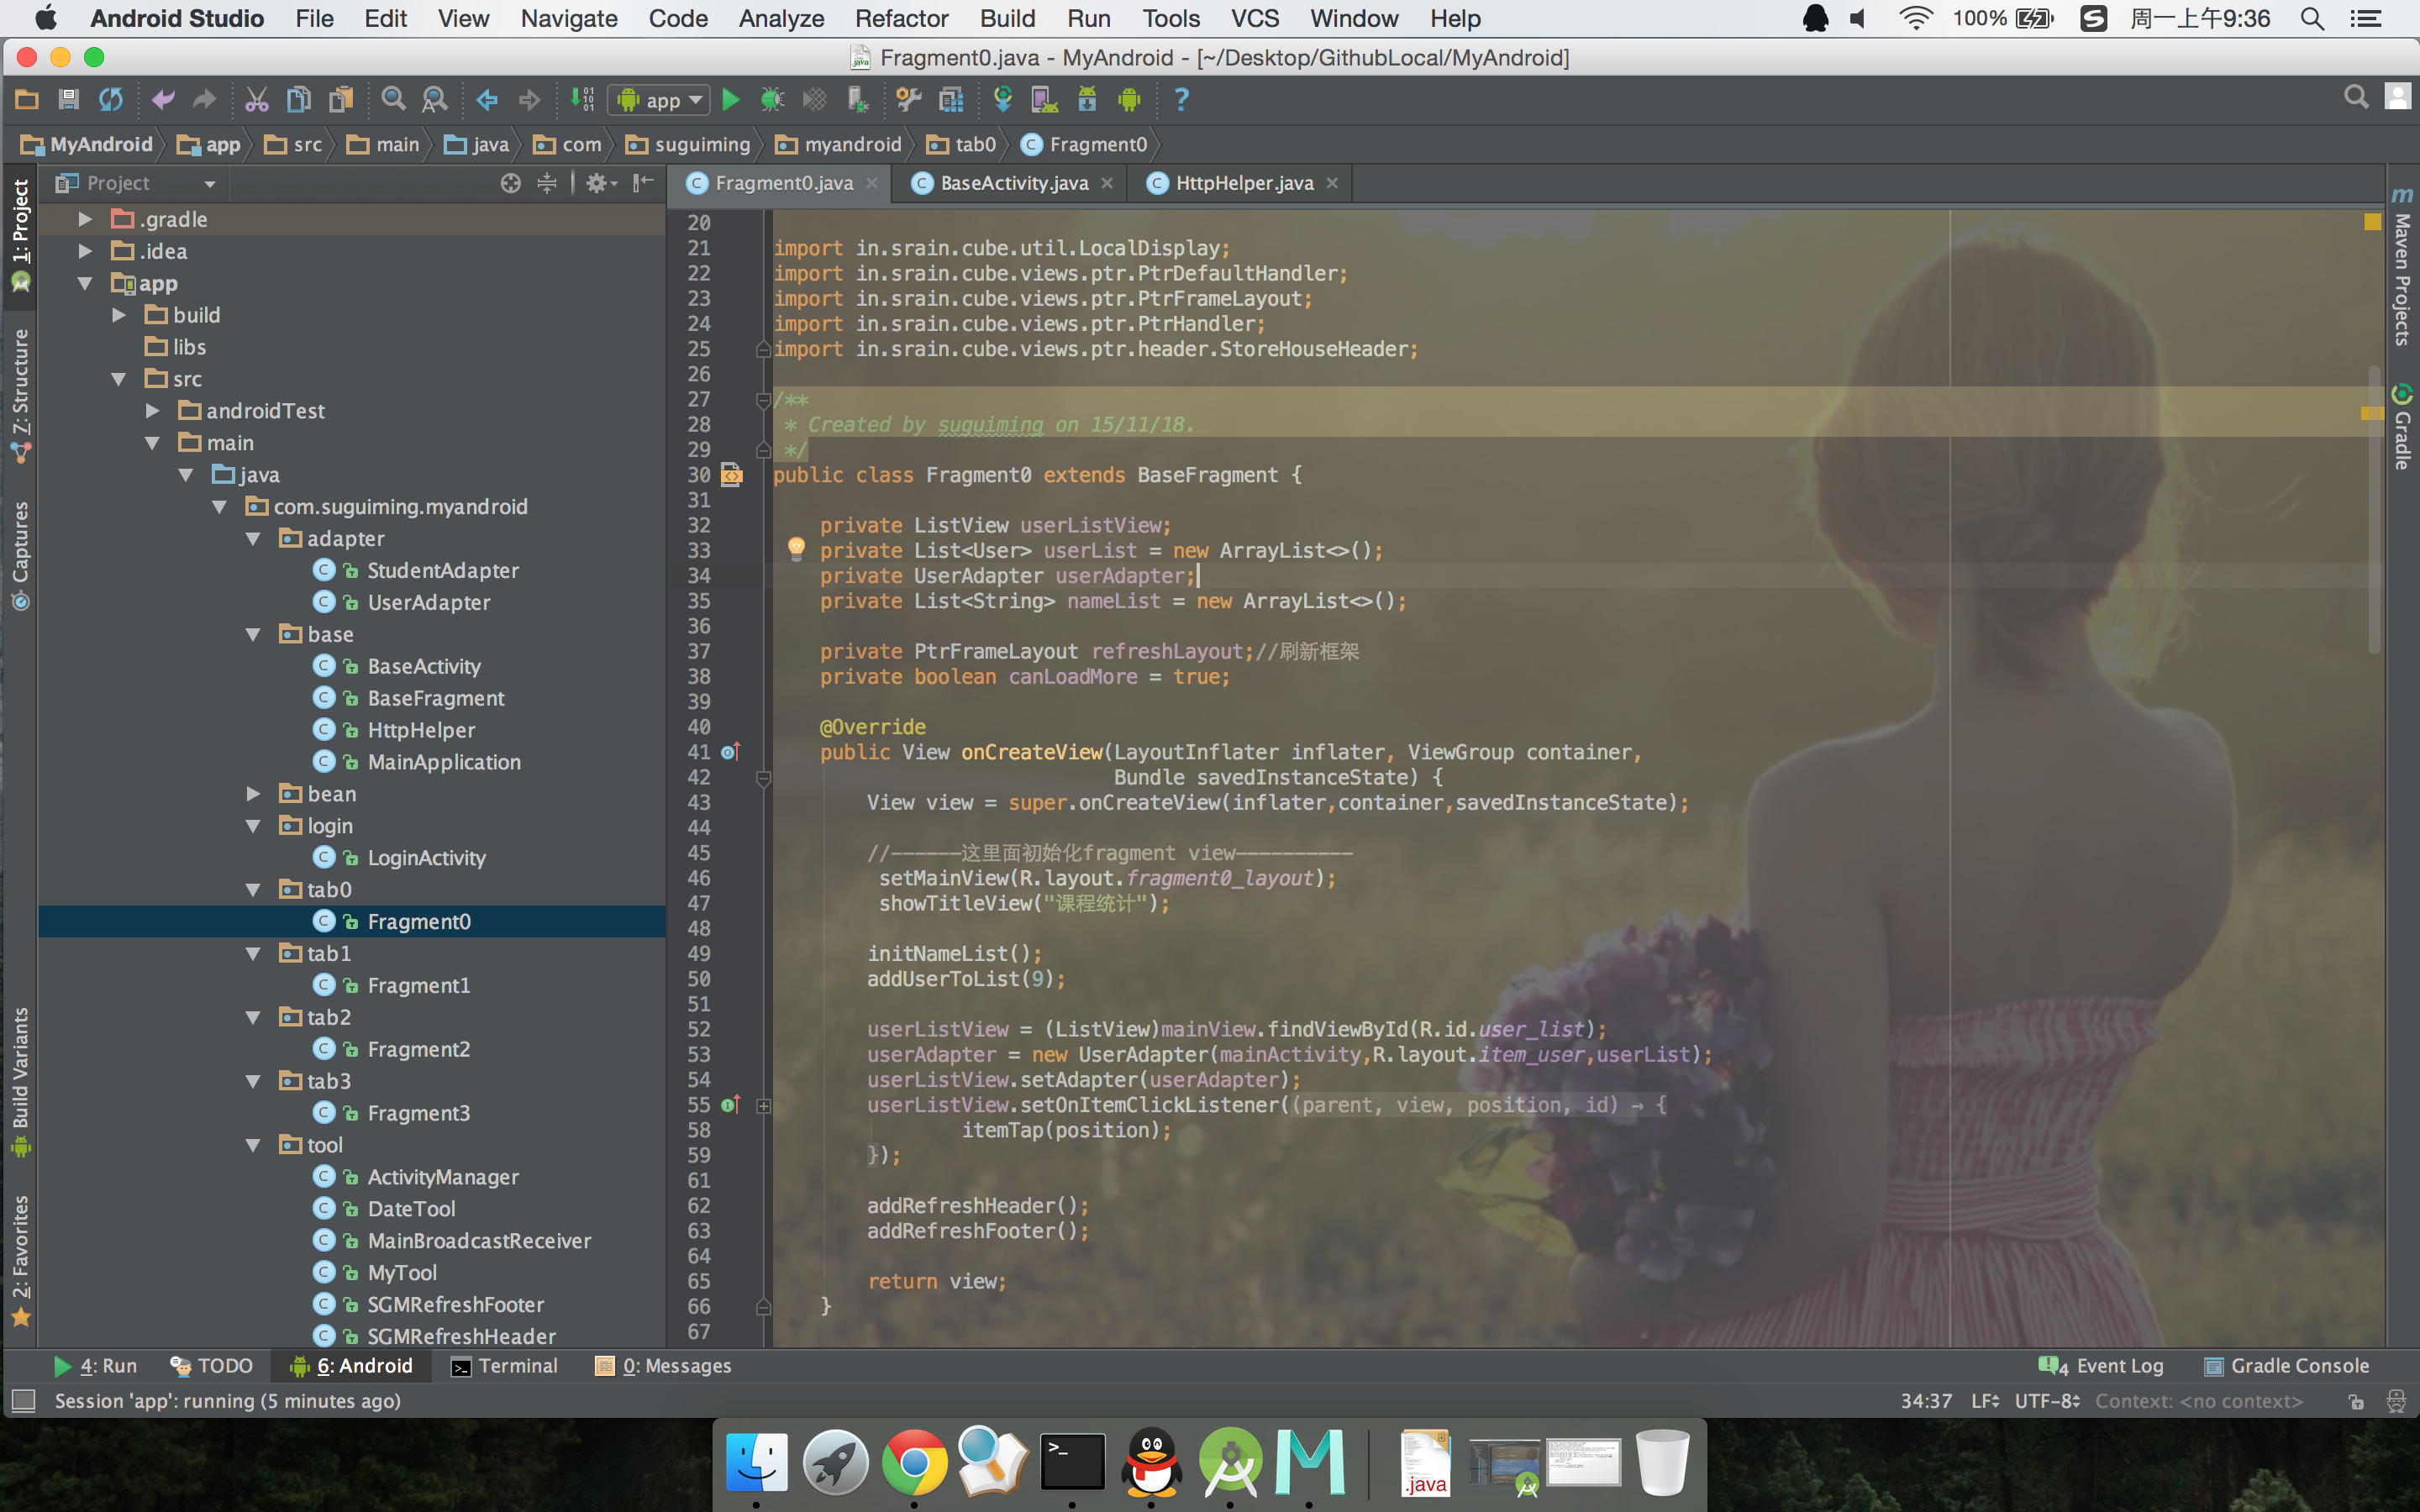 Android Studio File Edit View Navigate Code Analyze Refactor Build Run Tools VCS Window Help 100% 周一上午9:36
Fragment0.java - MyAndroid - [~/Desktop/GithubLocal/MyAndroid]
app
MyAndroid app src main java com suguiming myandroid tab0 Fragment0
Project
Fragment0.java BaseActivity.java HttpHelper.java
1: Project
7: Structure
Captures
Build Variants
2: Favorites
.gradle
.idea
app
build
libs
src
androidTest
main
java
com.suguiming.myandroid
adapter
StudentAdapter
UserAdapter
base
BaseActivity
BaseFragment
HttpHelper
MainApplication
bean
login
LoginActivity
tab0
Fragment0
tab1
Fragment1
tab2
Fragment2
tab3
Fragment3
tool
ActivityManager
DateTool
MainBroadcastReceiver
MyTool
SGMRefreshFooter
SGMRefreshHeader
20
21 import in.srain.cube.util.LocalDisplay;
22 import in.srain.cube.views.ptr.PtrDefaultHandler;
23 import in.srain.cube.views.ptr.PtrFrameLayout;
24 import in.srain.cube.views.ptr.PtrHandler;
25 import in.srain.cube.views.ptr.header.StoreHouseHeader;
26
27 /**
28 * Created by suguiming on 15/11/18.
29 */
30 public class Fragment0 extends BaseFragment {
31
32 private ListView userListView;
33 private List<User> userList = new ArrayList<>();
34 private UserAdapter userAdapter;
35 private List<String> nameList = new ArrayList<>();
36
37 private PtrFrameLayout refreshLayout;//刷新框架
38 private boolean canLoadMore = true;
39
40 @Override
41 public View onCreateView(LayoutInflater inflater, ViewGroup container,
42 Bundle savedInstanceState) {
43 View view = super.onCreateView(inflater,container,savedInstanceState);
44
45 //------这里面初始化fragment view----------
46 setMainView(R.layout.fragment0_layout);
47 showTitleView("课程统计");
48
49 initNameList();
50 addUserToList(9);
51
52 userListView = (ListView)mainView.findViewById(R.id.user_list);
53 userAdapter = new UserAdapter(mainActivity,R.layout.item_user,userList);
54 userListView.setAdapter(userAdapter);
55 userListView.setOnItemClickListener((parent, view, position, id) → {
58 itemTap(position);
59 });
61
62 addRefreshHeader();
63 addRefreshFooter();
64
65 return view;
66 }
67
m Maven Projects
Gradle
4: Run TODO 6: Android Terminal 0: Messages 4 Event Log Gradle Console
Session 'app': running (5 minutes ago) 34:37 LF UTF-8 Context: <no context>
.java